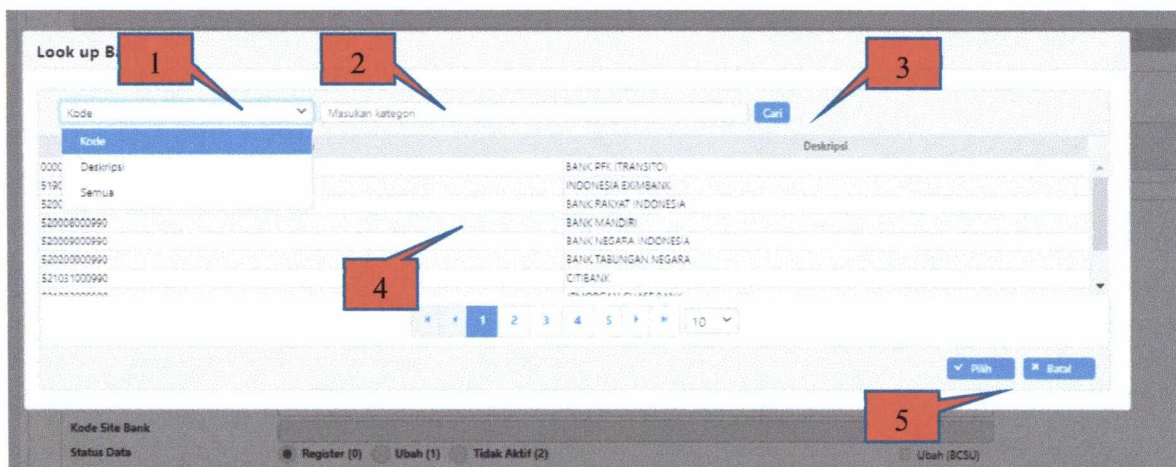 Look up B
1
2
3
Kode
Masukan kategori
Cari
Kode
Deskripsi
Semua
Deskripsi
0000
BANK PFK (TRANSITO)
5190
INDONESIA EXIMBANK
5200
BANK RAKYAT INDONESIA
520008000990
BANK MANDIRI
520009000990
BANK NEGARA INDONESIA
520200000990
BANK TABUNGAN NEGARA
521031000990
CITIBANK
4
1 2 3 4 5 10
Pilih
Batal
5
Kode Site Bank
Status Data
Register (0)
Ubah (1)
Tidak Aktif (2)
Ubah (BCSU)